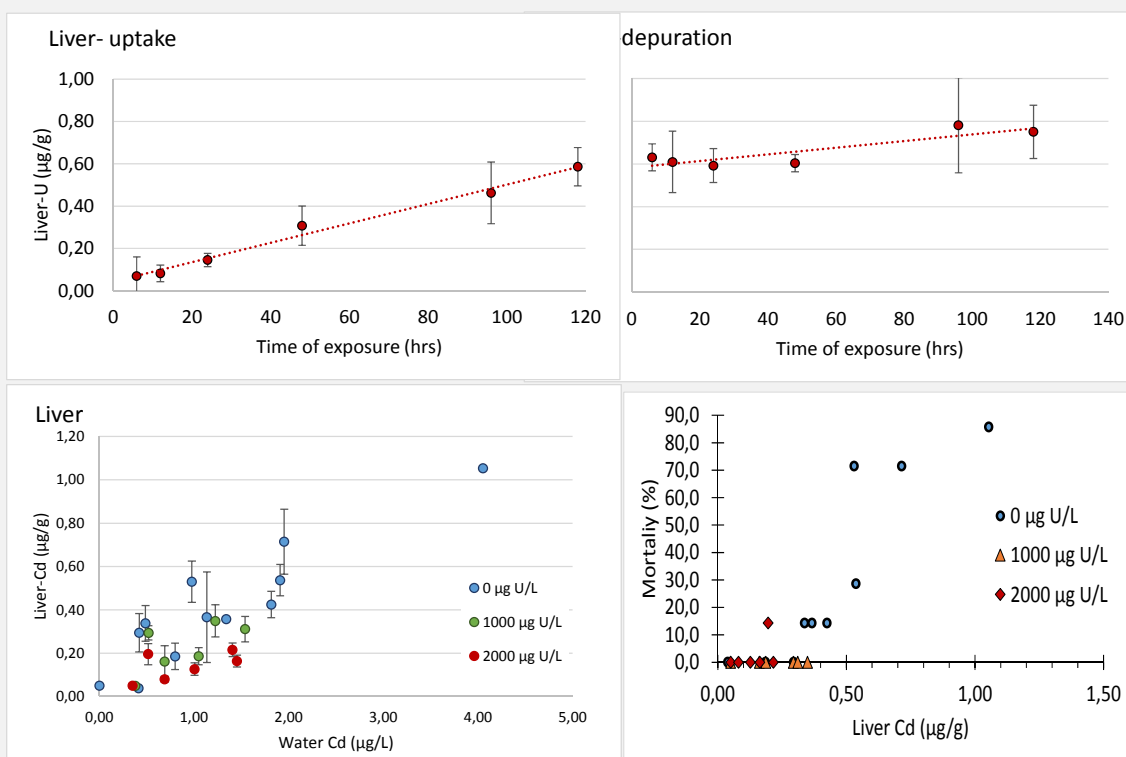 Liver- uptake
1,00
0,80
0,60
0,40
0,20
0,00
Liver-U (µg/g)
0 20 40 60 80 100 120
Time of exposure (hrs)
depuration
0 20 40 60 80 100 120 140
Time of exposure (hrs)
Liver
1,20
1,00
0,80
0,60
0,40
0,20
0,00
Liver-Cd (µg/g)
0,00 1,00 2,00 3,00 4,00 5,00
Water Cd (µg/L)
0 µg U/L
1000 µg U/L
2000 µg U/L
90,0
80,0
70,0
60,0
50,0
40,0
30,0
20,0
10,0
0,0
Mortaliy (%)
0,00 0,50 1,00 1,50
Liver Cd (µg/g)
0 µg U/L
1000 µg U/L
2000 µg U/L